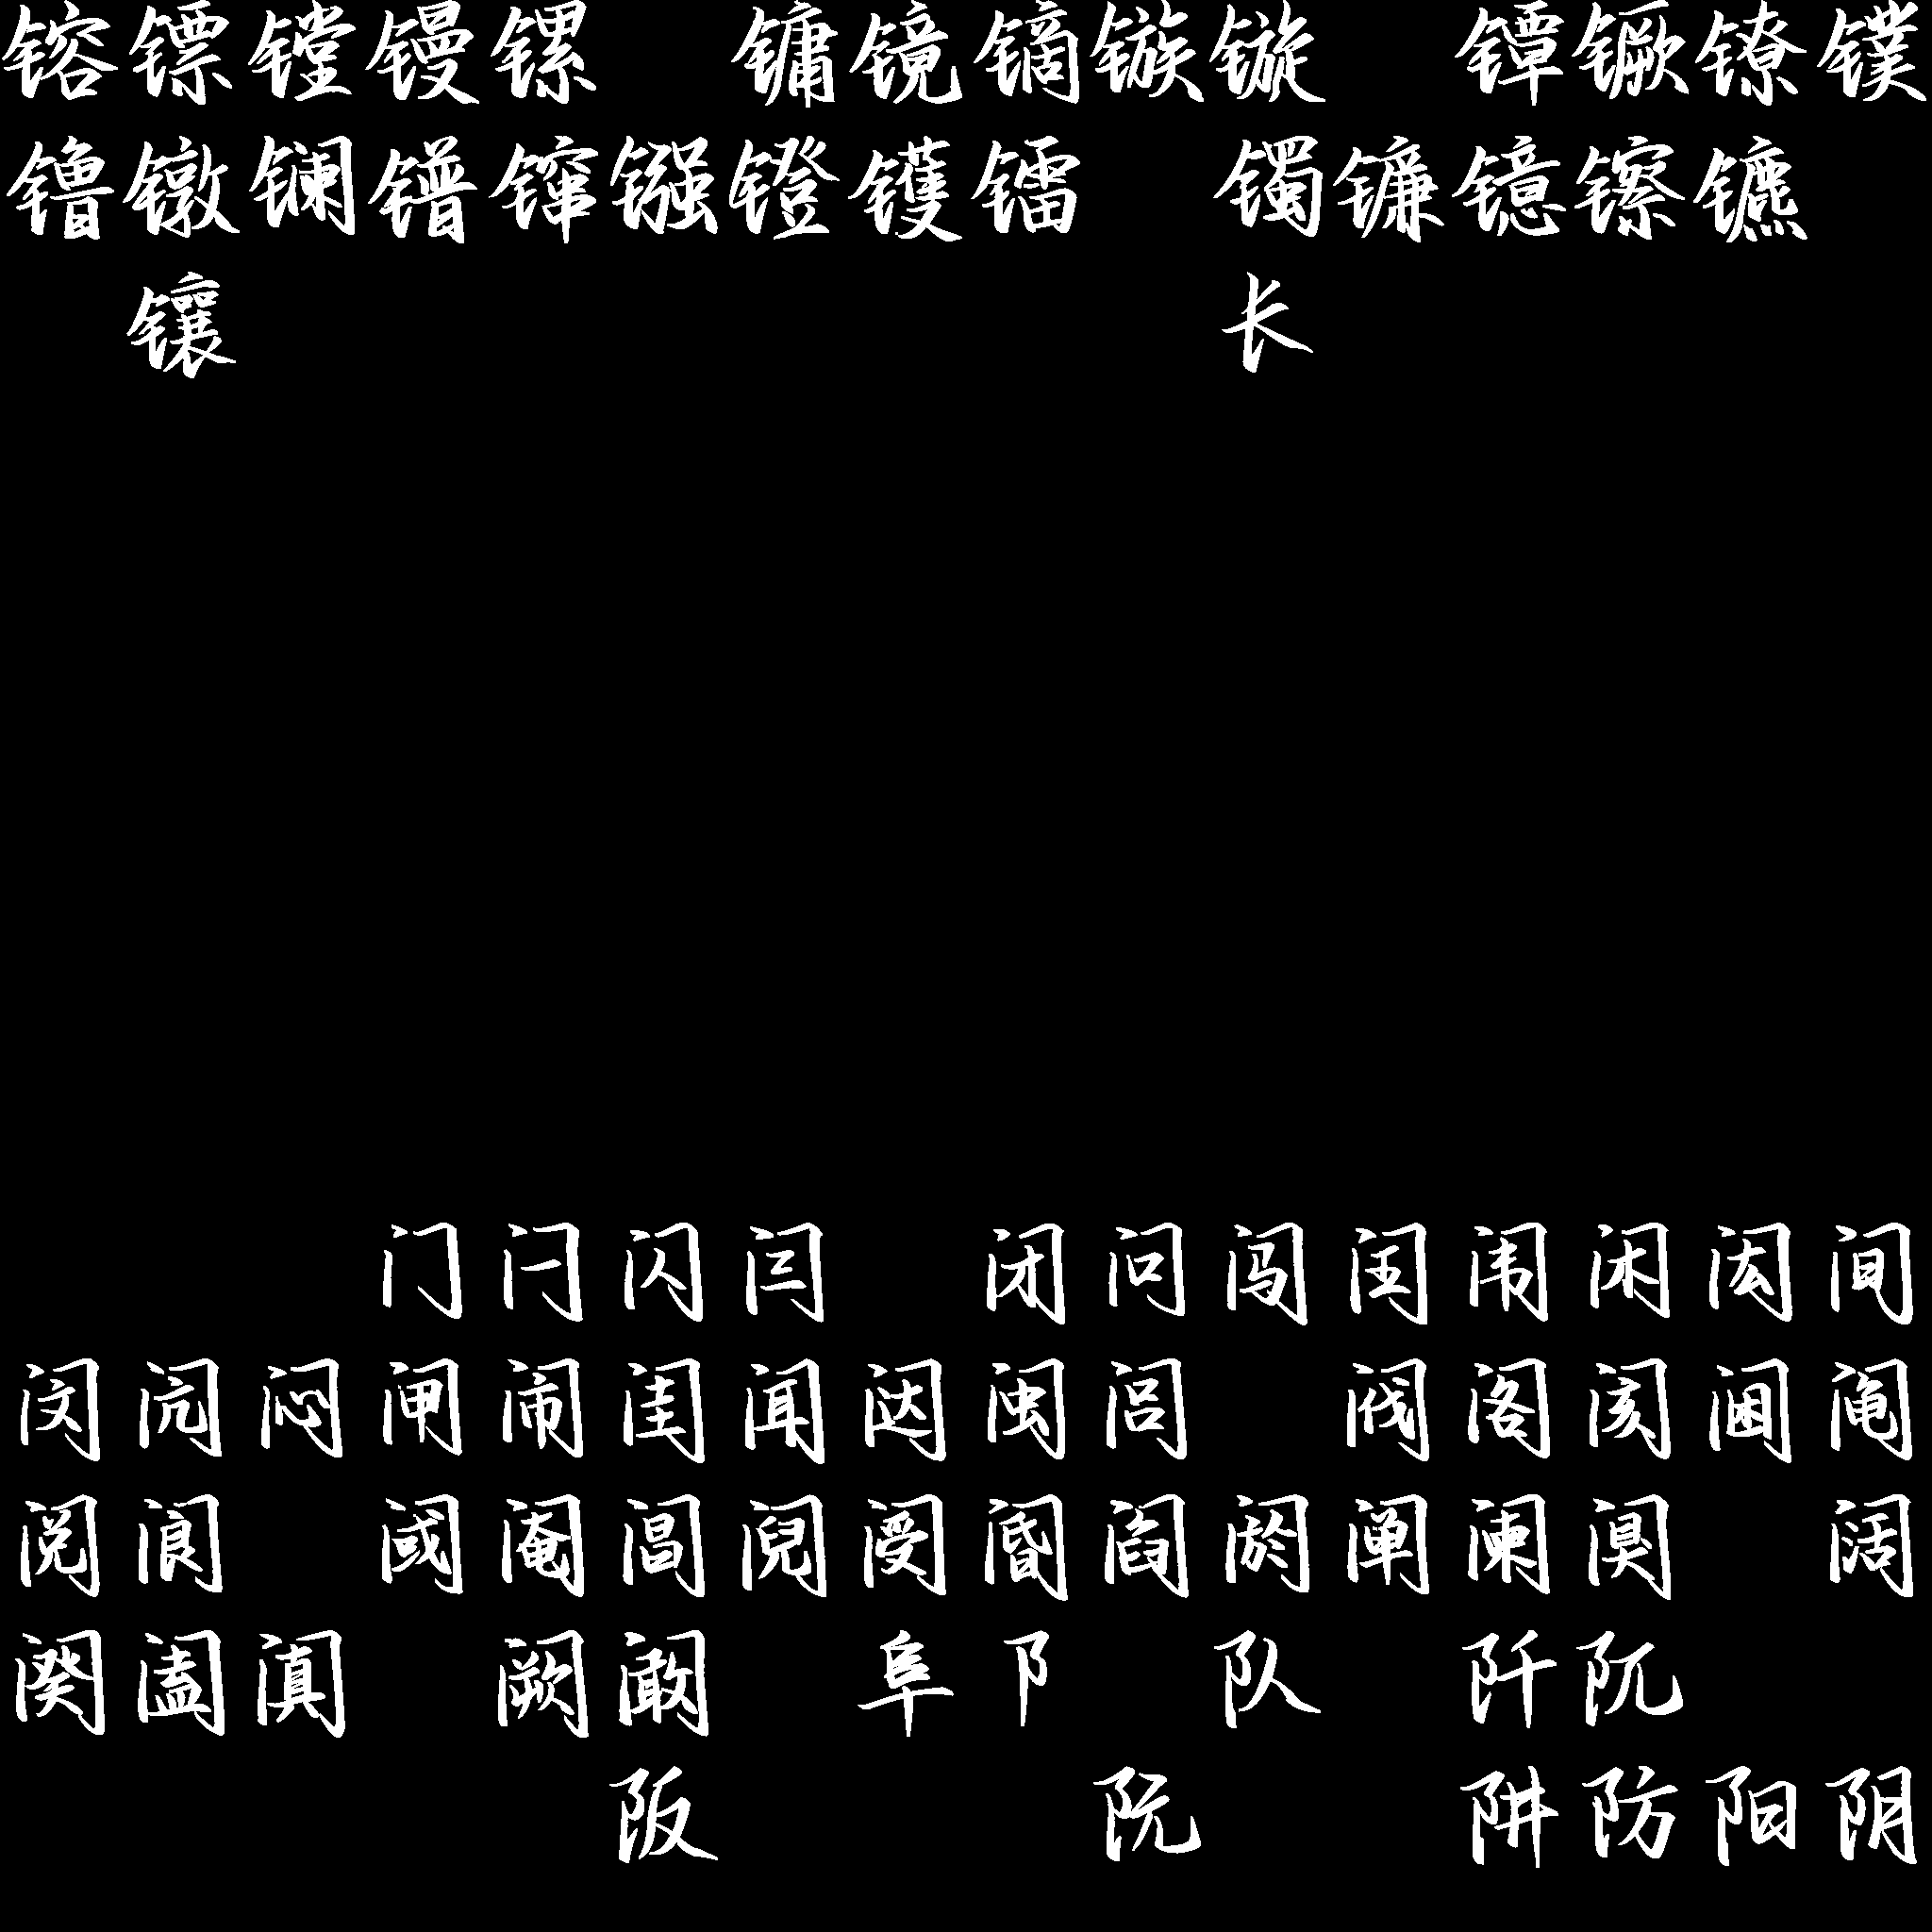 镕镖镗镘镙 镛镜镝镞镟 镡镢镣镤
镥镦镧镨镩镪镫镬镭 镯镰镱镲镳
镶 长
门闩闪闫 闭问闯闰闱闲闳间
闵闶闷闸闹闺闻闼闽闾 阀阁阂阃阄
阅阆 阈阉阊阋阌阍阎阏阐阑阒 阔
阕阖阗 阙阚 阜阝 队 阡阢
阪 阮 阱防阳阴